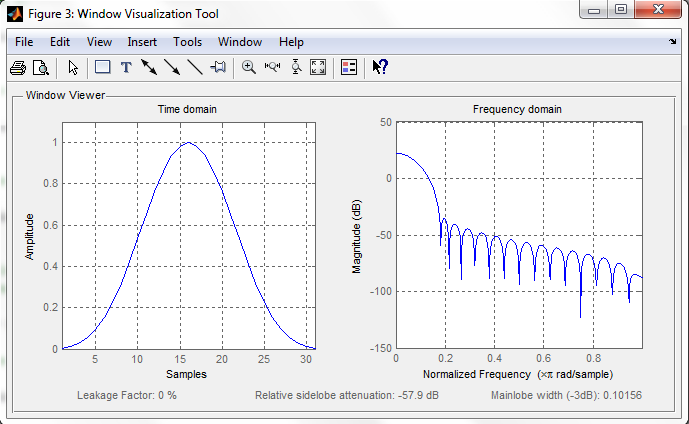 Figure 3: Window Visualization Tool
File Edit View Insert Tools Window Help
Window Viewer
Time domain
Amplitude
1
0.8
0.6
0.4
0.2
0
5 10 15 20 25 30
Samples
Frequency domain
Magnitude (dB)
50
0
-50
-100
-150
0 0.2 0.4 0.6 0.8
Normalized Frequency (×π rad/sample)
Leakage Factor: 0 % Relative sidelobe attenuation: -57.9 dB Mainlobe width (-3dB): 0.10156